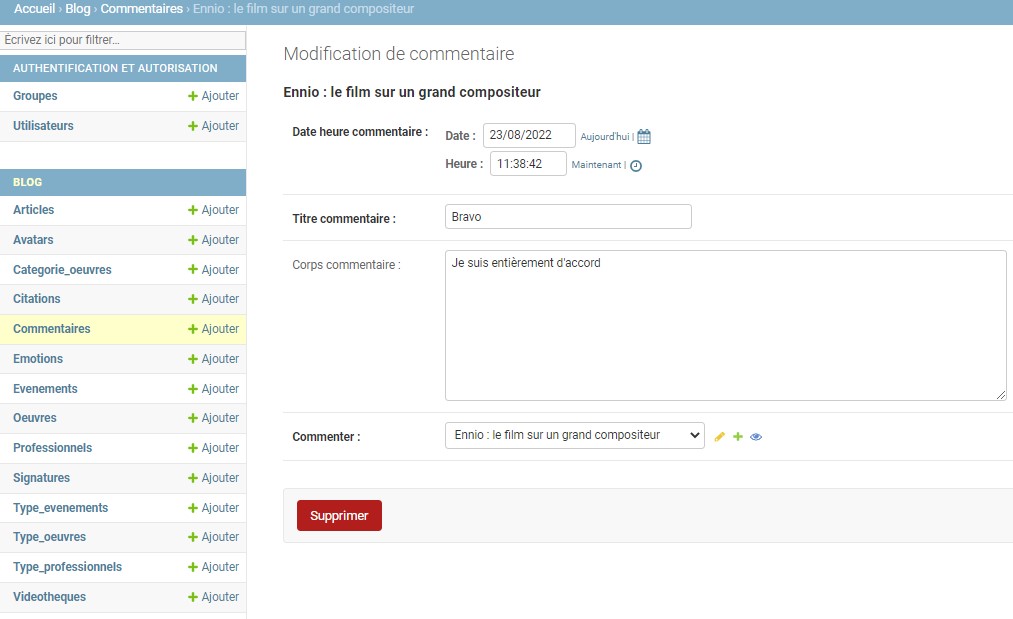 Accueil › Blog › Commentaires › Ennio : le film sur un grand compositeur
Écrivez ici pour filtrer...
AUTHENTIFICATION ET AUTORISATION
Groupes + Ajouter
Utilisateurs + Ajouter
BLOG
Articles + Ajouter
Avatars + Ajouter
Categorie_oeuvres + Ajouter
Citations + Ajouter
Commentaires + Ajouter
Emotions + Ajouter
Evenements + Ajouter
Oeuvres + Ajouter
Professionnels + Ajouter
Signatures + Ajouter
Type_evenements + Ajouter
Type_oeuvres + Ajouter
Type_professionnels + Ajouter
Videotheques + Ajouter
Modification de commentaire
Ennio : le film sur un grand compositeur
Date heure commentaire : Date : 23/08/2022 Aujourd'hui |
Heure : 11:38:42 Maintenant |
Titre commentaire : Bravo
Corps commentaire : Je suis entièrement d'accord
Commenter : Ennio : le film sur un grand compositeur
Supprimer